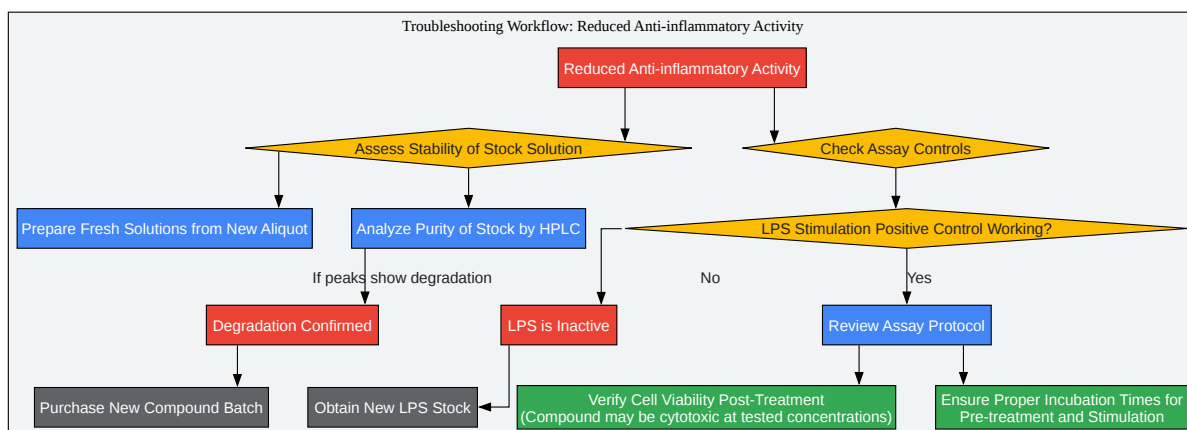 Troubleshooting Workflow: Reduced Anti-inflammatory Activity
Reduced Anti-inflammatory Activity
Assess Stability of Stock Solution
Check Assay Controls
Prepare Fresh Solutions from New Aliquot
Analyze Purity of Stock by HPLC
LPS Stimulation Positive Control Working?
If peaks show degradation
No
Yes
Degradation Confirmed
LPS is Inactive
Review Assay Protocol
Purchase New Compound Batch
Obtain New LPS Stock
Verify Cell Viability Post-Treatment
(Compound may be cytotoxic at tested concentrations)
Ensure Proper Incubation Times for
Pre-treatment and Stimulation